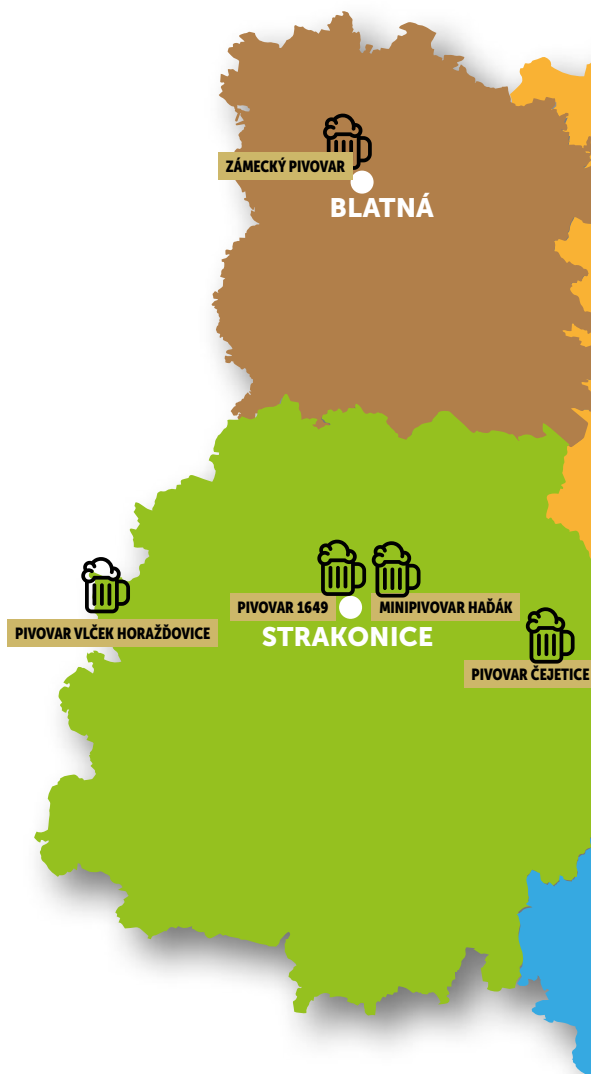 ZÁMECKÝ PIVOVAR
BLATNÁ
PIVOVAR 1649
MINIPIVOVAR HAĎÁK
PIVOVAR VLČEK HORAŽĎOVICE
STRAKONICE
PIVOVAR ČEJETICE